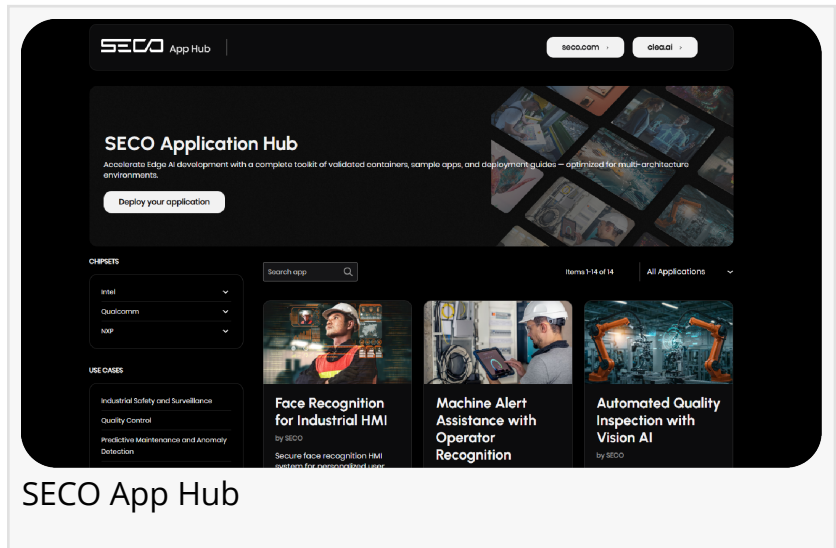 SECO App Hub
seco.com ›
clea.ai ›
SECO Application Hub
Accelerate Edge AI development with a complete toolkit of validated containers, sample apps, and deployment guides — optimized for multi-architecture
environments.
Deploy your application
CHIPSETS
Intel
Qualcomm
NXP
USE CASES
Industrial Safety and Surveillance
Quality Control
Predictive Maintenance and Anomaly
Detection
Search app
Items 1-14 of 14
All Applications
Face Recognition
for Industrial HMI
by SECO
Secure face recognition HMI
system for personalized user
Machine Alert
Assistance with
Operator
Recognition
Automated Quality
Inspection with
Vision AI
by SECO
SECO App Hub